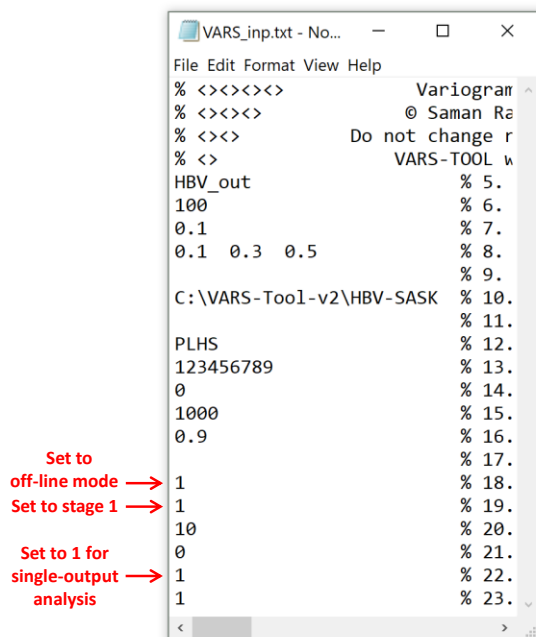 VARS_inp.txt - No...
File Edit Format View Help
% <><><><> Variogram
% <><><> © Saman Ra
% <><> Do not change r
% <> VARS-TOOL w
HBV_out % 5.
100 % 6.
0.1 % 7.
0.1 0.3 0.5 % 8.
% 9.
C:\VARS-Tool-v2\HBV-SASK % 10.
% 11.
PLHS % 12.
123456789 % 13.
0 % 14.
1000 % 15.
0.9 % 16.
% 17.
Set to
off-line mode
1 % 18.
Set to stage 1
1 % 19.
10 % 20.
0 % 21.
Set to 1 for
single-output
analysis
1 % 22.
1 % 23.